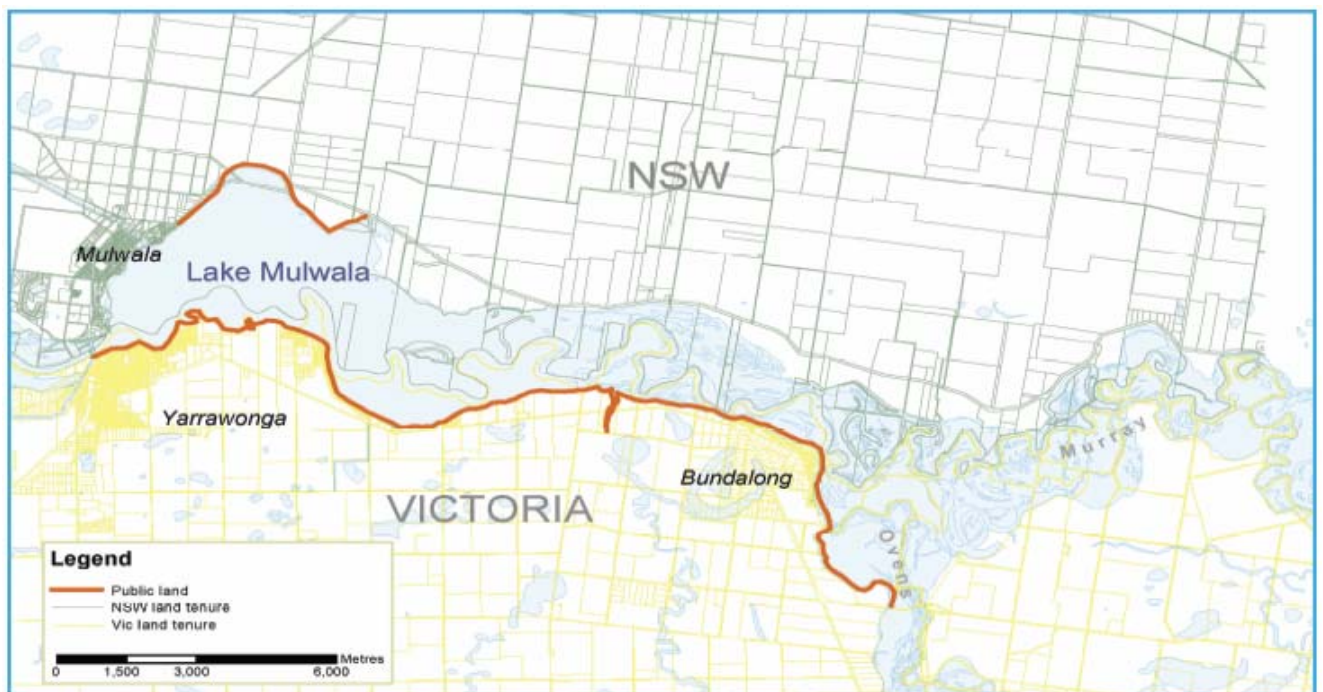 NSW
Mulwala
Lake Mulwala
Murray
Yarrawonga
Bundalong
VICTORIA
Ovens
Legend
Public land
NSW land tenure
Vic land tenure
Metres
0 1,500 3,000 6,000